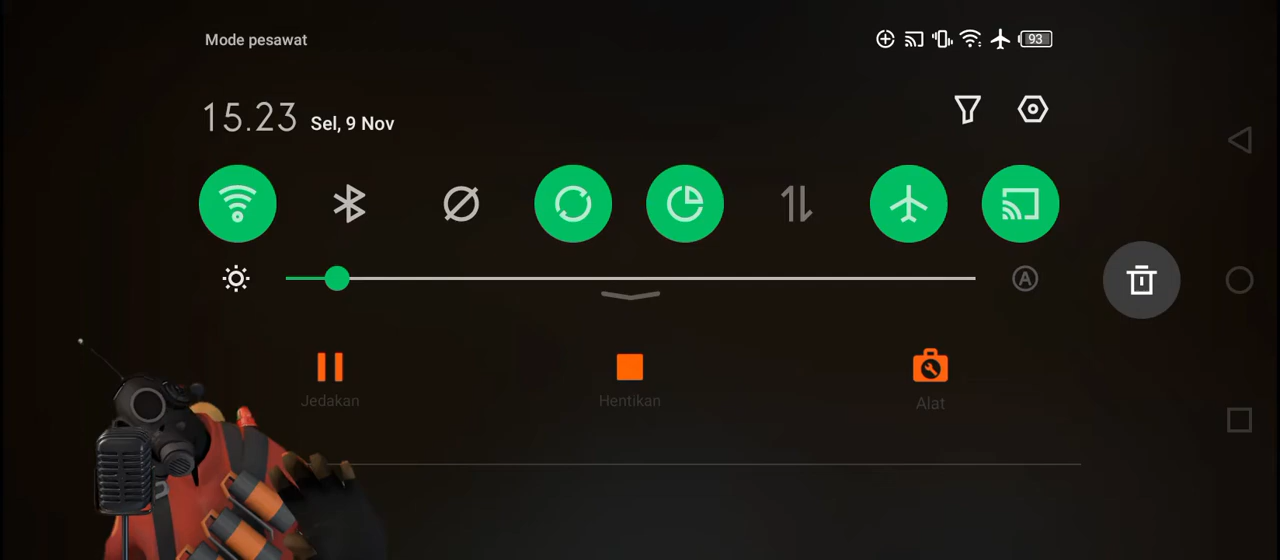 Mode pesawat
93
15.23 Sel, 9 Nov
A
Jedakan Hentikan Alat